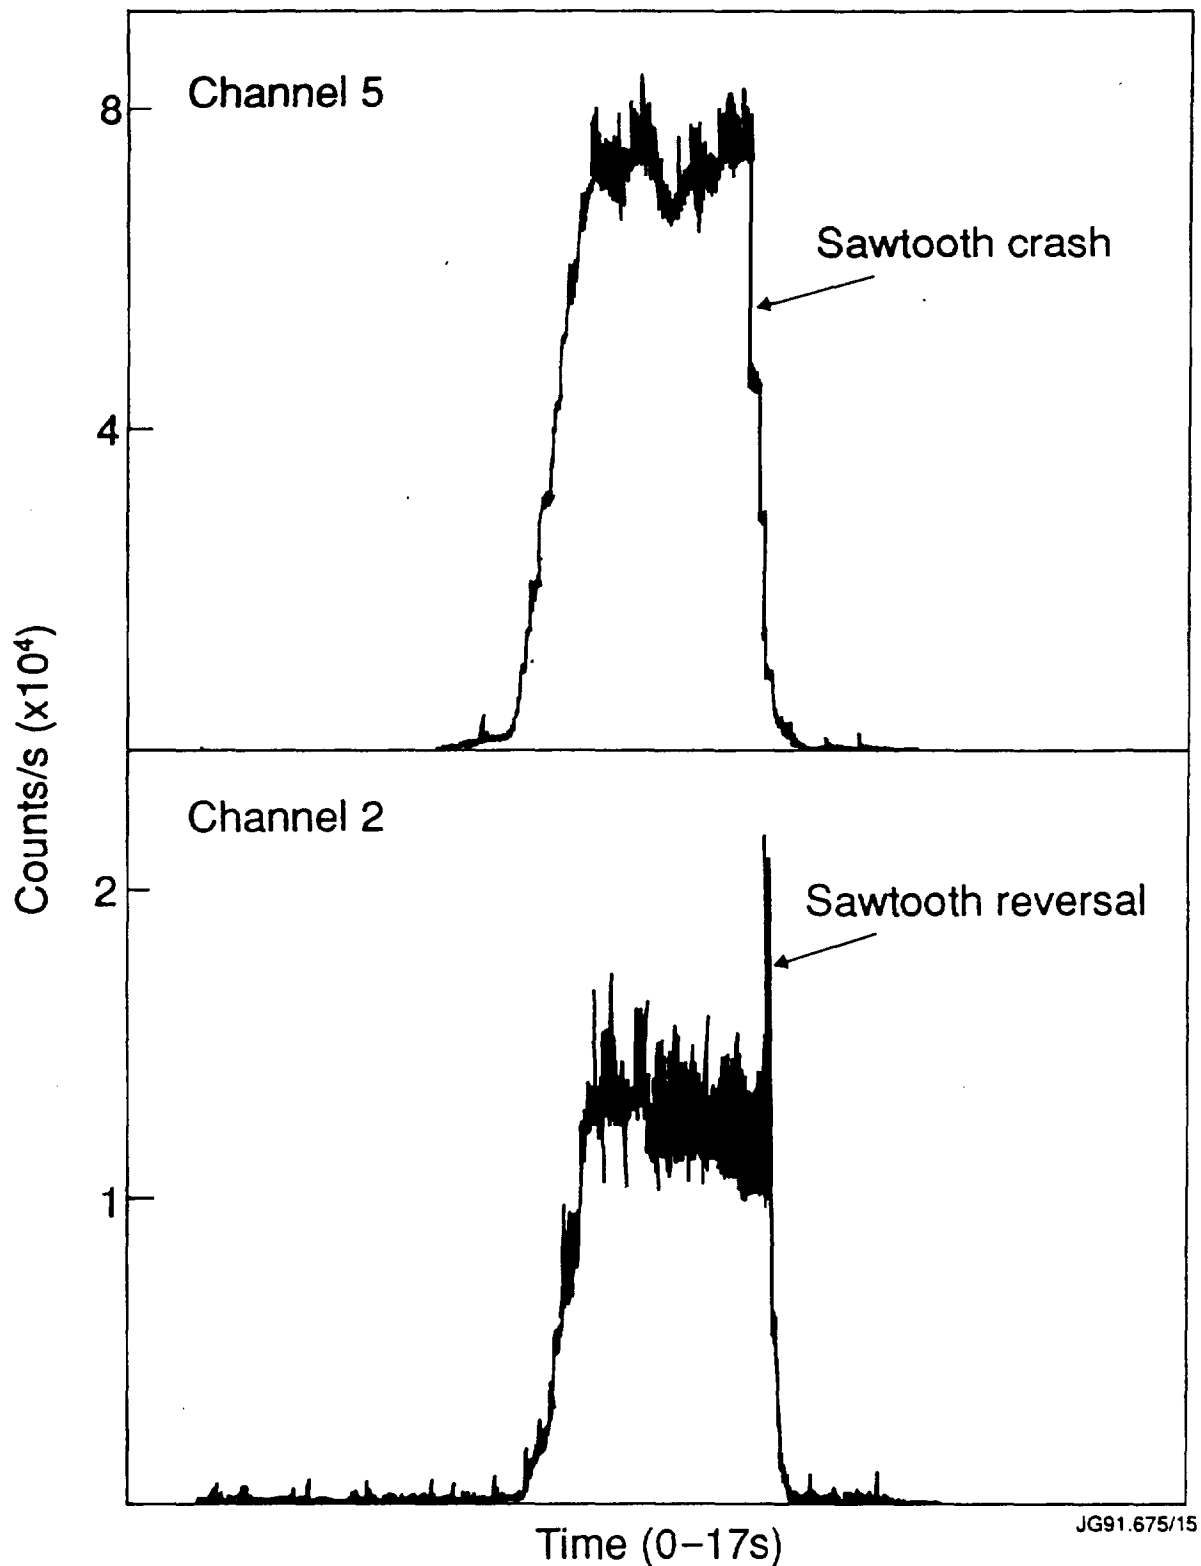 Channel 5
8
Sawtooth crash
4
Counts/s (x10⁴)
Channel 2
2
Sawtooth reversal
1
Time (0–17s)
JG91.675/15